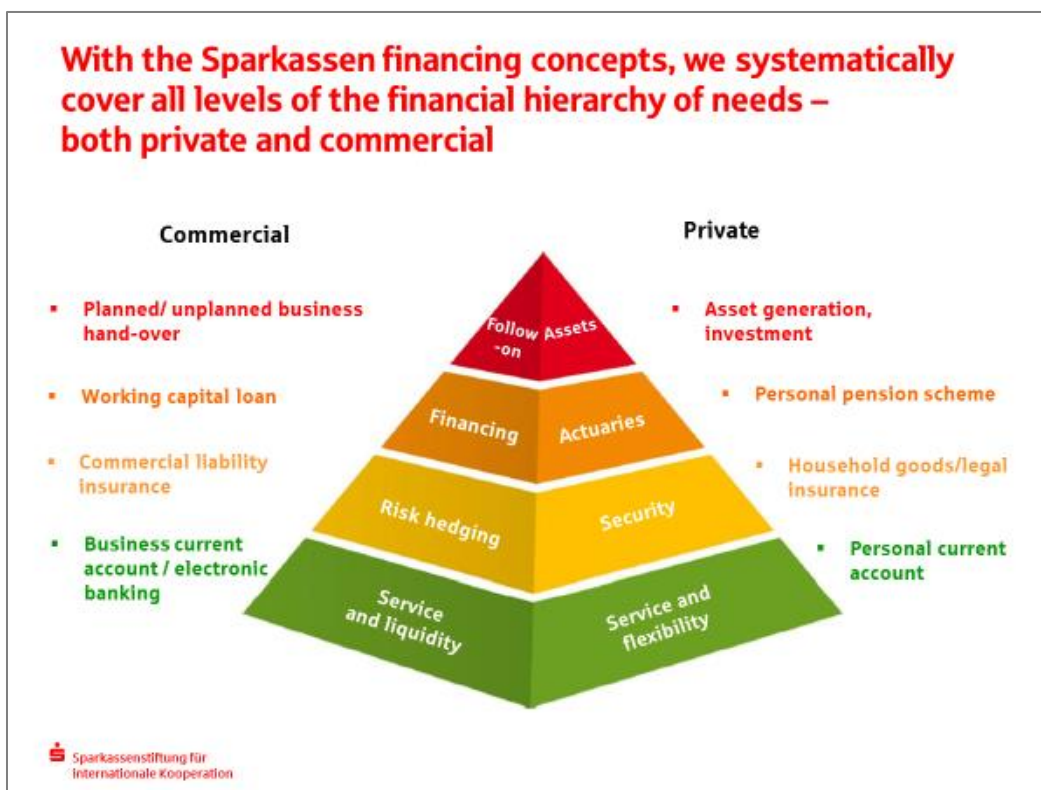 With the Sparkassen financing concepts, we systematically
cover all levels of the financial hierarchy of needs –
both private and commercial
Commercial
Private
▪ Planned/ unplanned business
hand-over
Follow
-on
Assets
▪ Asset generation,
investment
▪ Working capital loan
Financing
Actuaries
▪ Personal pension scheme
▪ Commercial liability
insurance
Risk hedging
Security
▪ Household goods/legal
insurance
▪ Business current
account / electronic
banking
Service
and liquidity
Service and
flexibility
▪ Personal current
account
Sparkassenstiftung für
internationale Kooperation